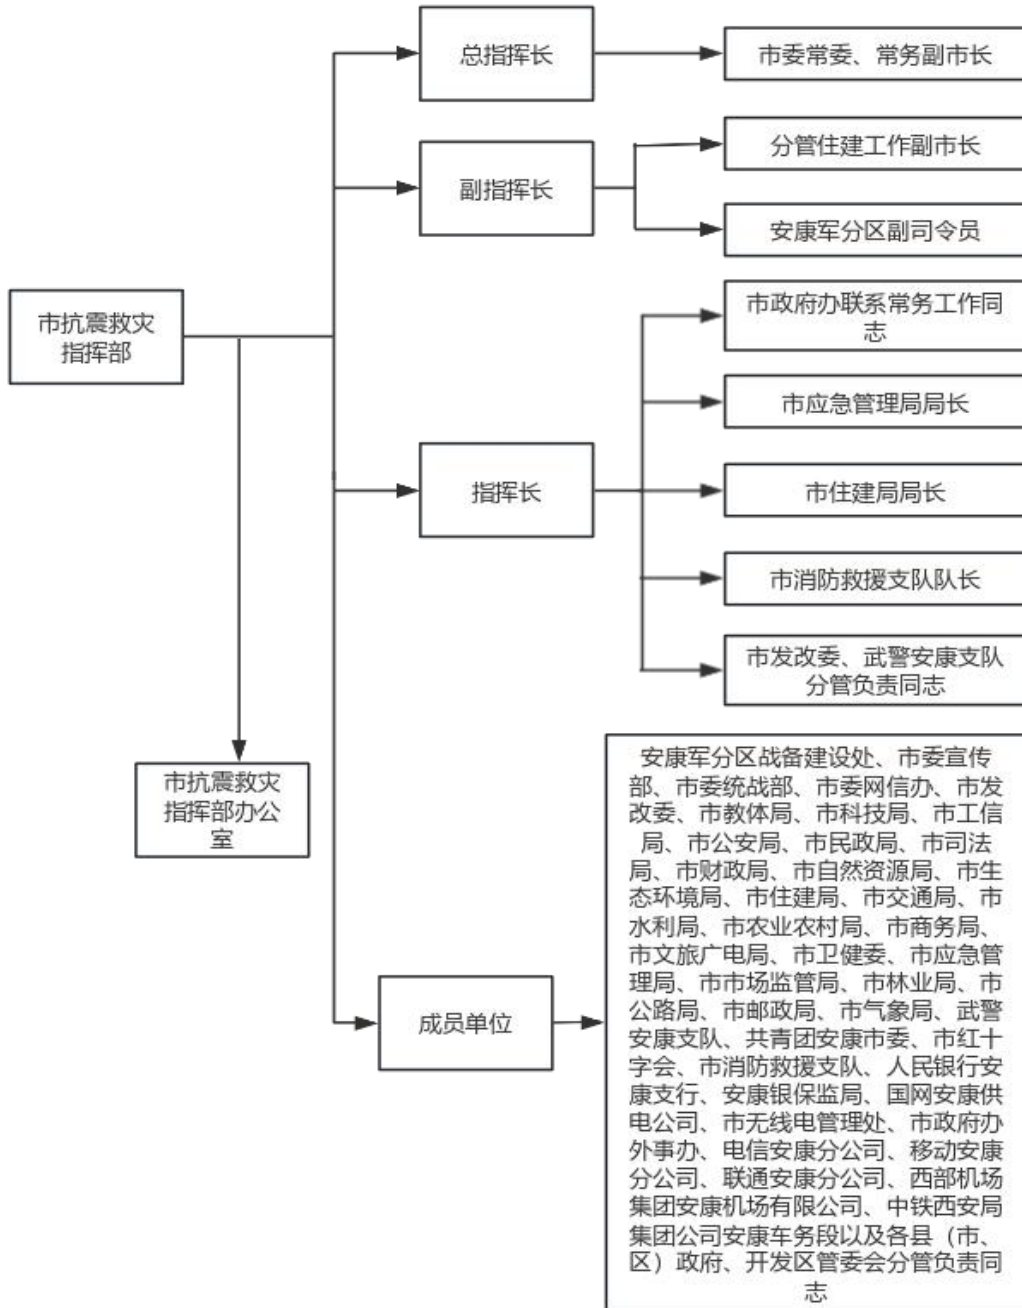 总指挥长
市委常委、常务副市长
副指挥长
分管住建工作副市长
安康军分区副司令员
市抗震救灾
指挥部
指挥长
市政府办联系常务工作同
志
市应急管理局局长
市住建局局长
市消防救援支队队长
市发改委、武警安康支队
分管负责同志
市抗震救灾
指挥部办公
室
成员单位
安康军分区战备建设处、市委宣传
部、市委统战部、市委网信办、市发
改委、市教体局、市科技局、市工信
局、市公安局、市民政局、市司法
局、市财政局、市自然资源局、市生
态环境局、市住建局、市交通局、市
水利局、市农业农村局、市商务局、
市文旅广电局、市卫健委、市应急管
理局、市市场监管局、市林业局、市
公路局、市邮政局、市气象局、武警
安康支队、共青团安康市委、市红十
字会、市消防救援支队、人民银行安
康支行、安康银保监局、国网安康供
电公司、市无线电管理处、市政府办
外事办、电信安康分公司、移动安康
分公司、联通安康分公司、西部机场
集团安康机场有限公司、中铁西安局
集团公司安康车务段以及各县（市、
区）政府、开发区管委会分管负责同
志